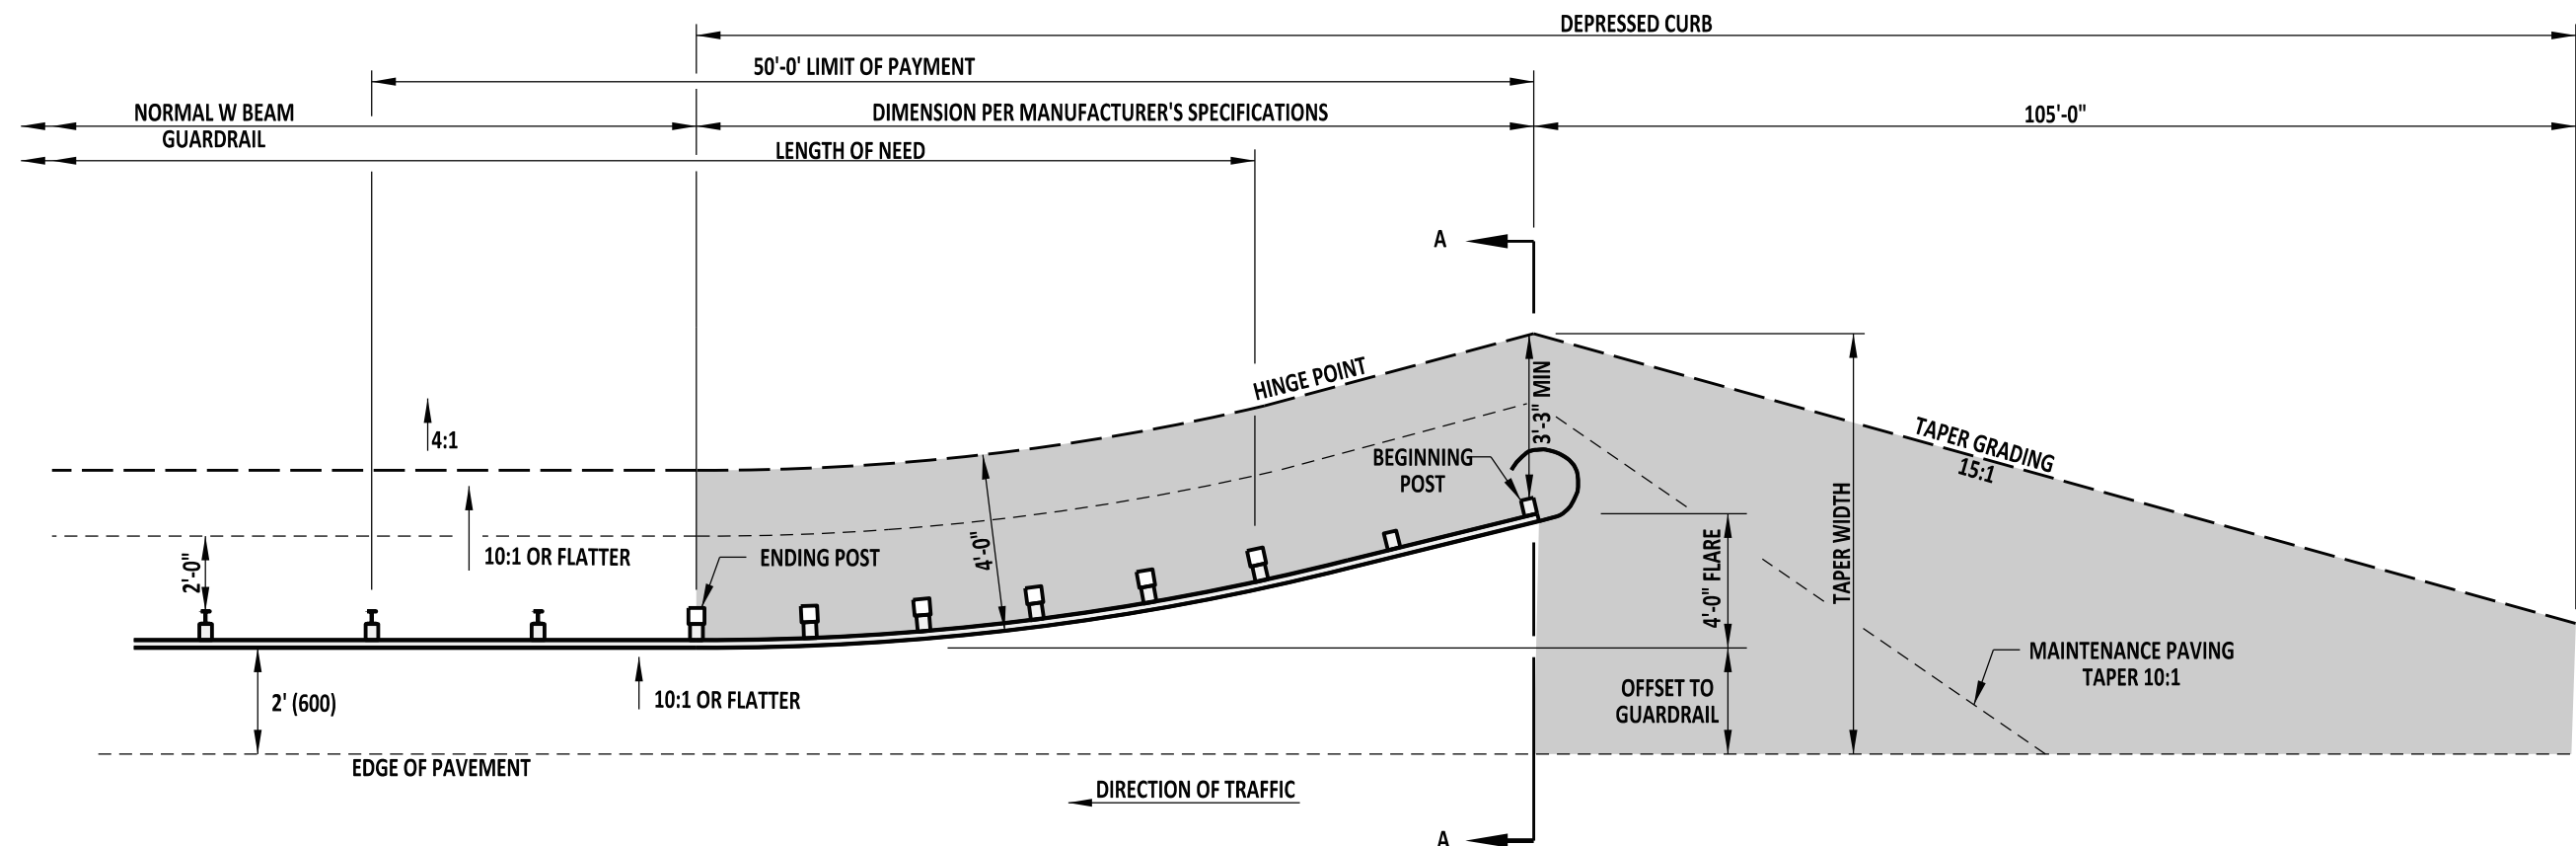 DEPRESSED CURB
50'-0' LIMIT OF PAYMENT
NORMAL W BEAM
GUARDRAIL
DIMENSION PER MANUFACTURER'S SPECIFICATIONS
105'-0"
LENGTH OF NEED
A
HINGE POINT
3'-3" MIN
4:1
TAPER GRADING
15:1
BEGINNING
POST
TAPER WIDTH
2'-0"
10:1 OR FLATTER
ENDING POST
4'-0"
4'-0" FLARE
MAINTENANCE PAVING
TAPER 10:1
2' (600)
10:1 OR FLATTER
OFFSET TO
GUARDRAIL
EDGE OF PAVEMENT
DIRECTION OF TRAFFIC
A